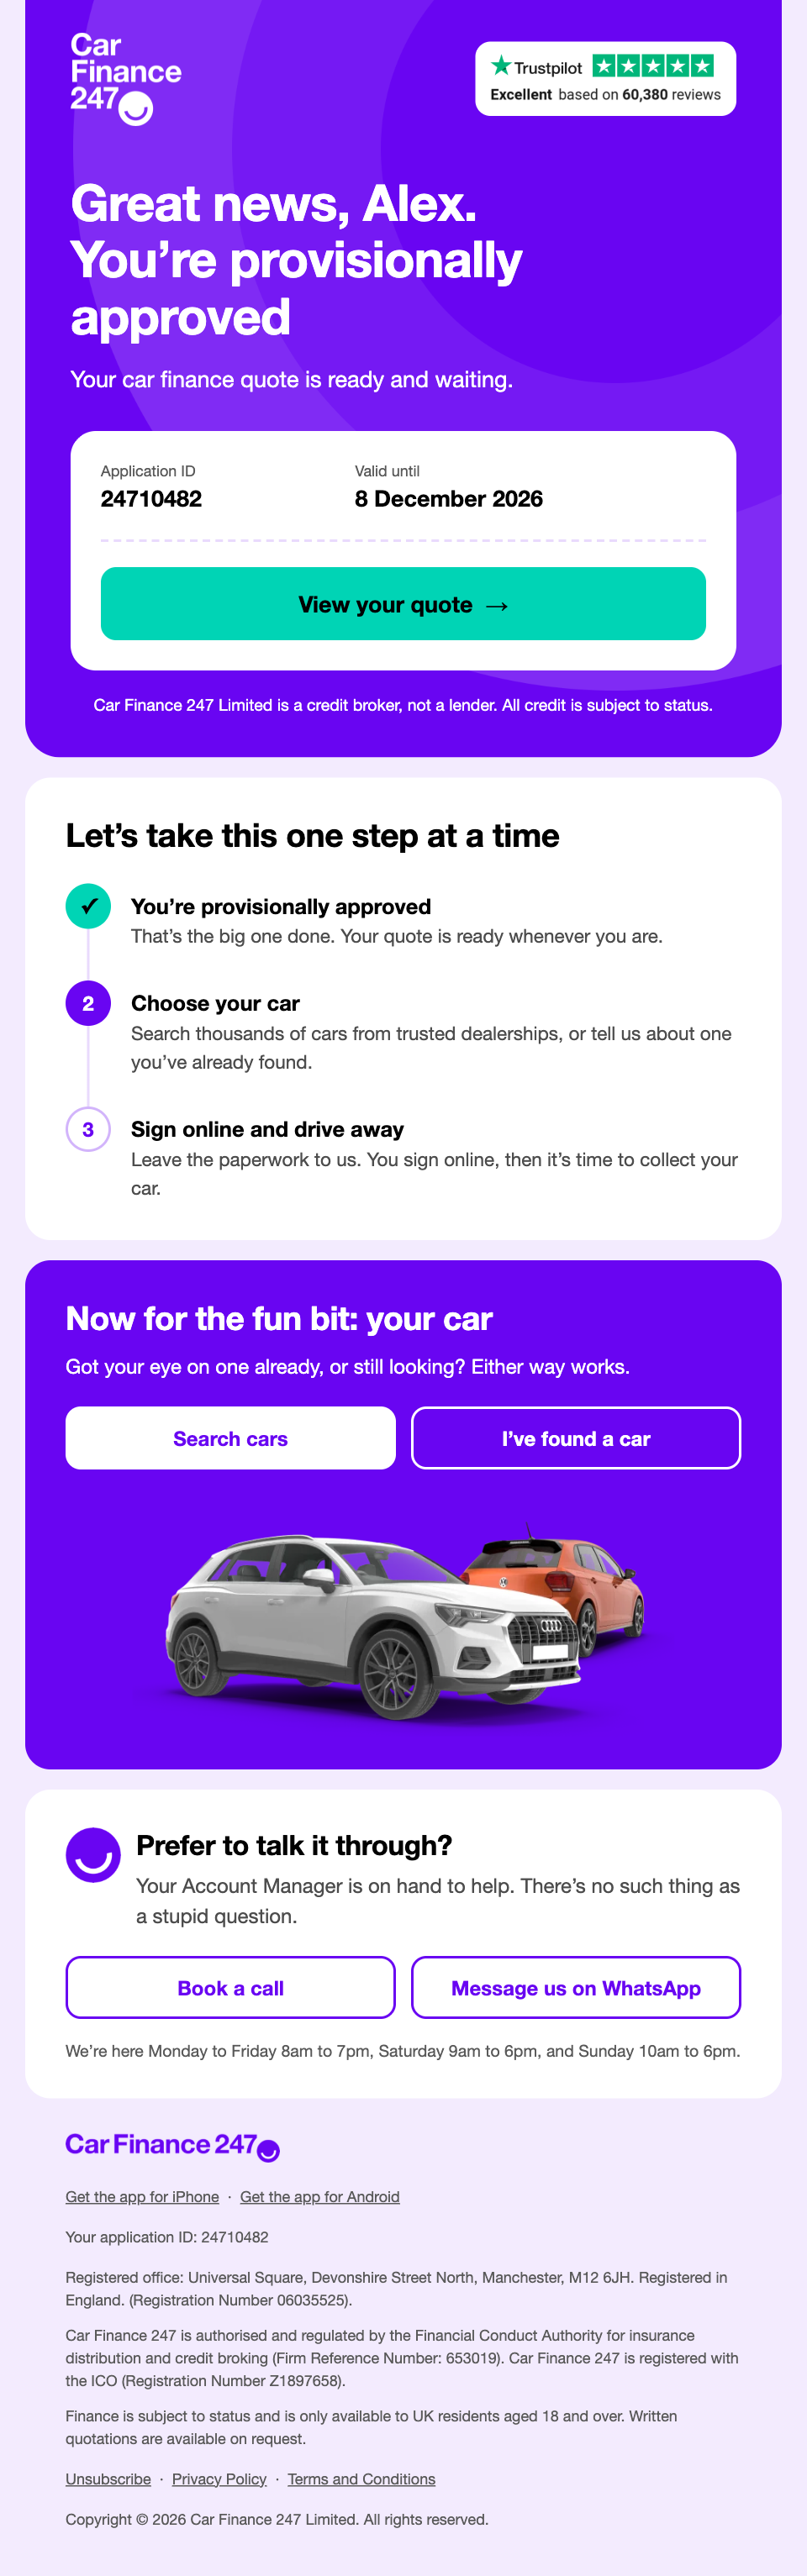 Car
Finance
247
Trustpilot
Excellent based on 60,380 reviews
Great news, Alex.
You’re provisionally
approved
Your car finance quote is ready and waiting.
Application ID
Valid until
24710482
8 December 2026
View your quote →
Car Finance 247 Limited is a credit broker, not a lender. All credit is subject to status.
Let’s take this one step at a time
You’re provisionally approved
That’s the big one done. Your quote is ready whenever you are.
2
Choose your car
Search thousands of cars from trusted dealerships, or tell us about one
you’ve already found.
3
Sign online and drive away
Leave the paperwork to us. You sign online, then it’s time to collect your
car.
Now for the fun bit: your car
Got your eye on one already, or still looking? Either way works.
Search cars
I’ve found a car
Prefer to talk it through?
Your Account Manager is on hand to help. There’s no such thing as
a stupid question.
Book a call
Message us on WhatsApp
We’re here Monday to Friday 8am to 7pm, Saturday 9am to 6pm, and Sunday 10am to 6pm.
Car Finance 247
Get the app for iPhone · Get the app for Android
Your application ID: 24710482
Registered office: Universal Square, Devonshire Street North, Manchester, M12 6JH. Registered in
England. (Registration Number 06035525).
Car Finance 247 is authorised and regulated by the Financial Conduct Authority for insurance
distribution and credit broking (Firm Reference Number: 653019). Car Finance 247 is registered with
the ICO (Registration Number Z1897658).
Finance is subject to status and is only available to UK residents aged 18 and over. Written
quotations are available on request.
Unsubscribe · Privacy Policy · Terms and Conditions
Copyright © 2026 Car Finance 247 Limited. All rights reserved.